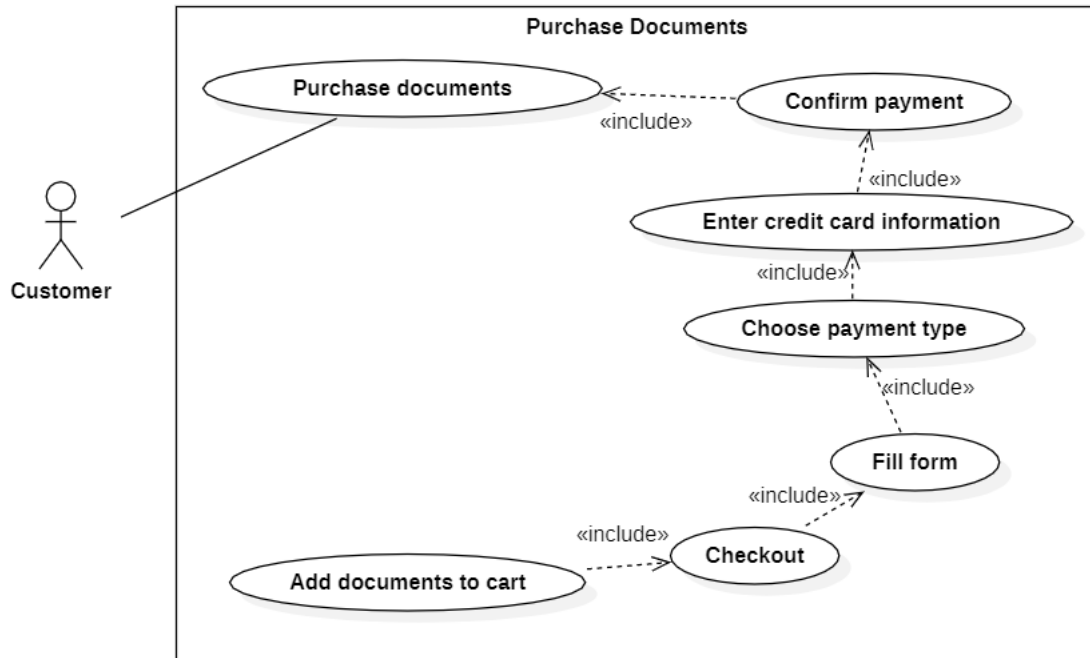 Purchase Documents
Purchase documents
Confirm payment
«include»
«include»
Enter credit card information
«include»
Customer
Choose payment type
«include»
Fill form
«include»
«include»
Checkout
Add documents to cart